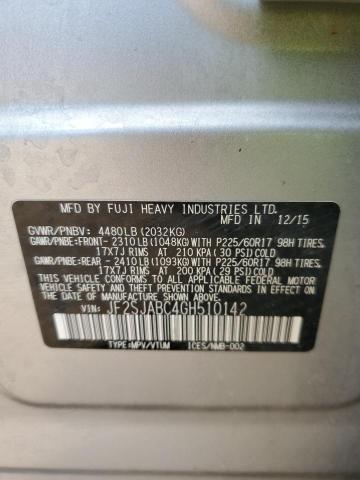 MFD BY FUJI HEAVY INDUSTRIES LTD. 12/15
GVWR/PNBV: 4480LB(2032KG)
GAWR/PNBE:FRONT-2310LB(1048KG)WITH P225/60R17 98H TIRES.
17X7J RIMS AT 210 KPA(30 PSI)COLD
GAWR/PNBE:REAR -2410LB(1093KG)WITH P225/60R17 98H TIRES.
17X7J RIMS AT 200 KPA(29 PSI)COLD
THIS VEHICLE CONFORMS TO ALL APPLICABLE
FEDERAL MOTOR VEHICLE SAFETY, BUMPER, AND
THEFT PREVENTION STANDARDS IN EFFECT ON
THE DATE OF MANUFACTURE SHOWN ABOVE.
VIN: JF2SJABC4GH510142
TYPE:MPV/VTUM ICES/NMB-002